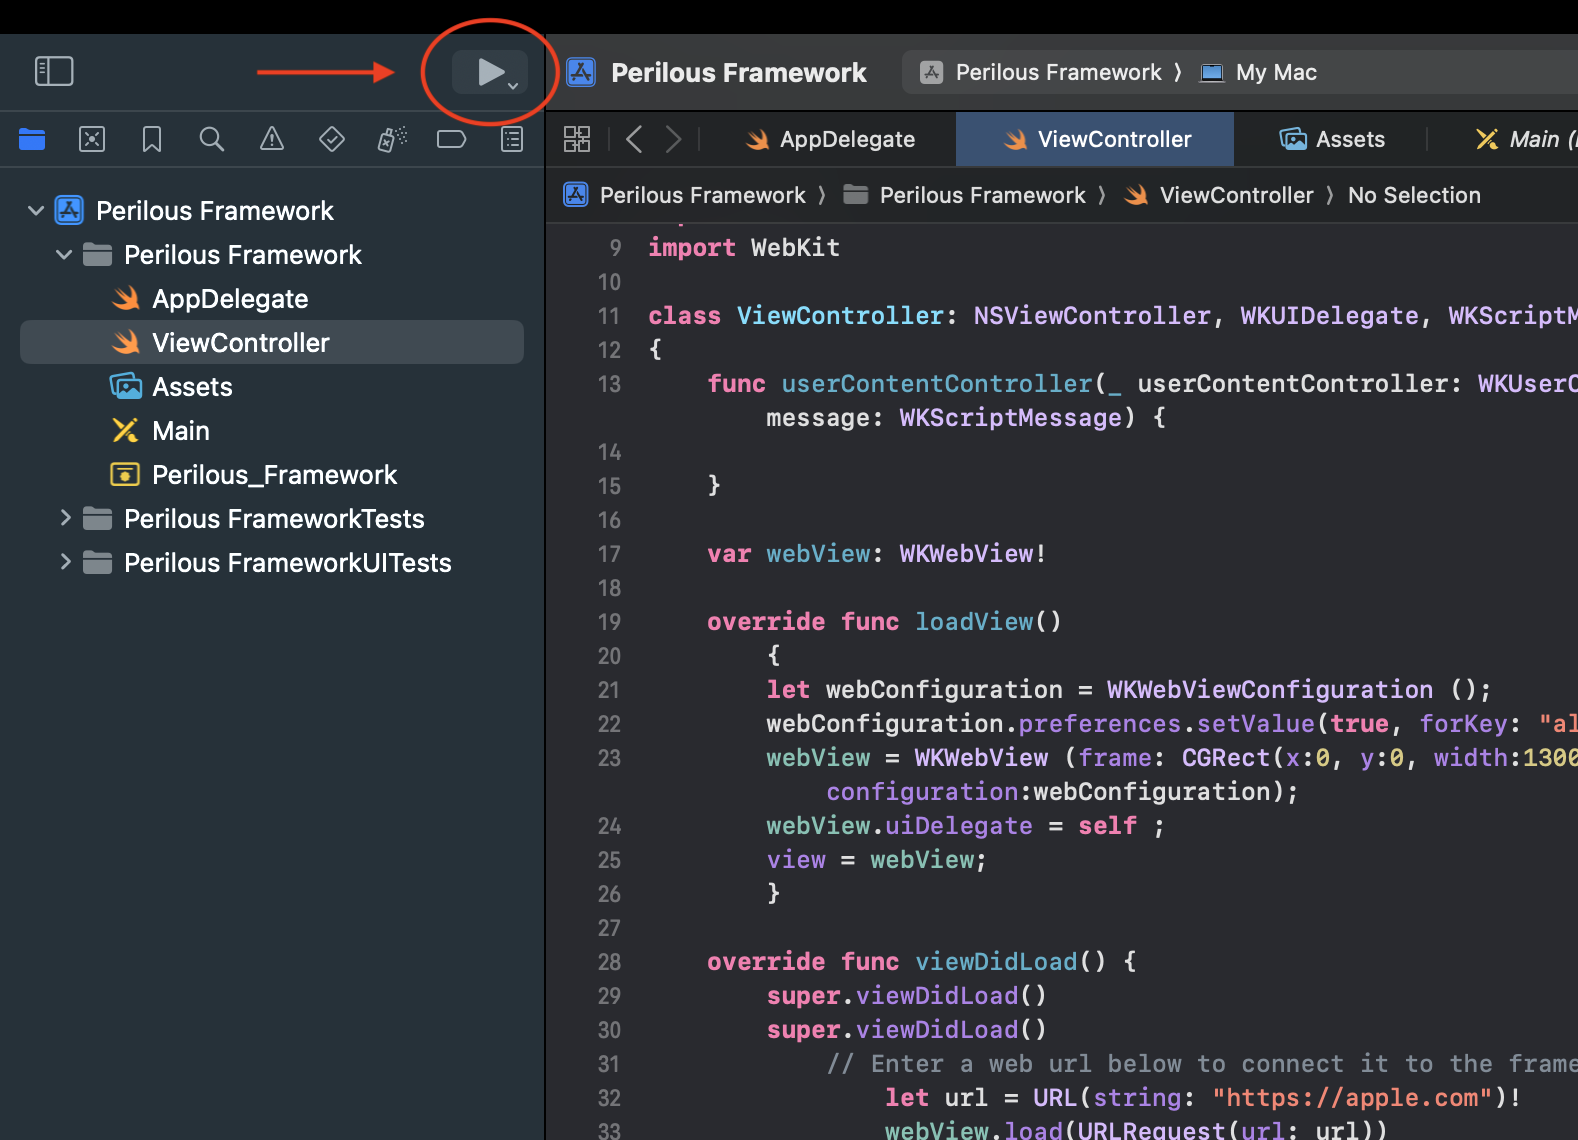 Perilous Framework
Perilous Framework ⟩ My Mac
AppDelegate
ViewController
Assets
Main
Perilous Framework ⟩ Perilous Framework ⟩ ViewController ⟩ No Selection
Perilous Framework
Perilous Framework
AppDelegate
ViewController
Assets
Main
Perilous_Framework
Perilous FrameworkTests
Perilous FrameworkUITests
9 import WebKit
10
11 class ViewController: NSViewController, WKUIDelegate, WKScriptM
12 {
13 func userContentController(_ userContentController: WKUserC
message: WKScriptMessage) {
14
15 }
16
17 var webView: WKWebView!
18
19 override func loadView()
20 {
21 let webConfiguration = WKWebViewConfiguration ();
22 webConfiguration.preferences.setValue(true, forKey: "al
23 webView = WKWebView (frame: CGRect(x:0, y:0, width:1300
configuration:webConfiguration);
24 webView.uiDelegate = self ;
25 view = webView;
26 }
27
28 override func viewDidLoad() {
29 super.viewDidLoad()
30 super.viewDidLoad()
31 // Enter a web url below to connect it to the frame
32 let url = URL(string: "https://apple.com")!
33 webView.load(URLRequest(url: url))